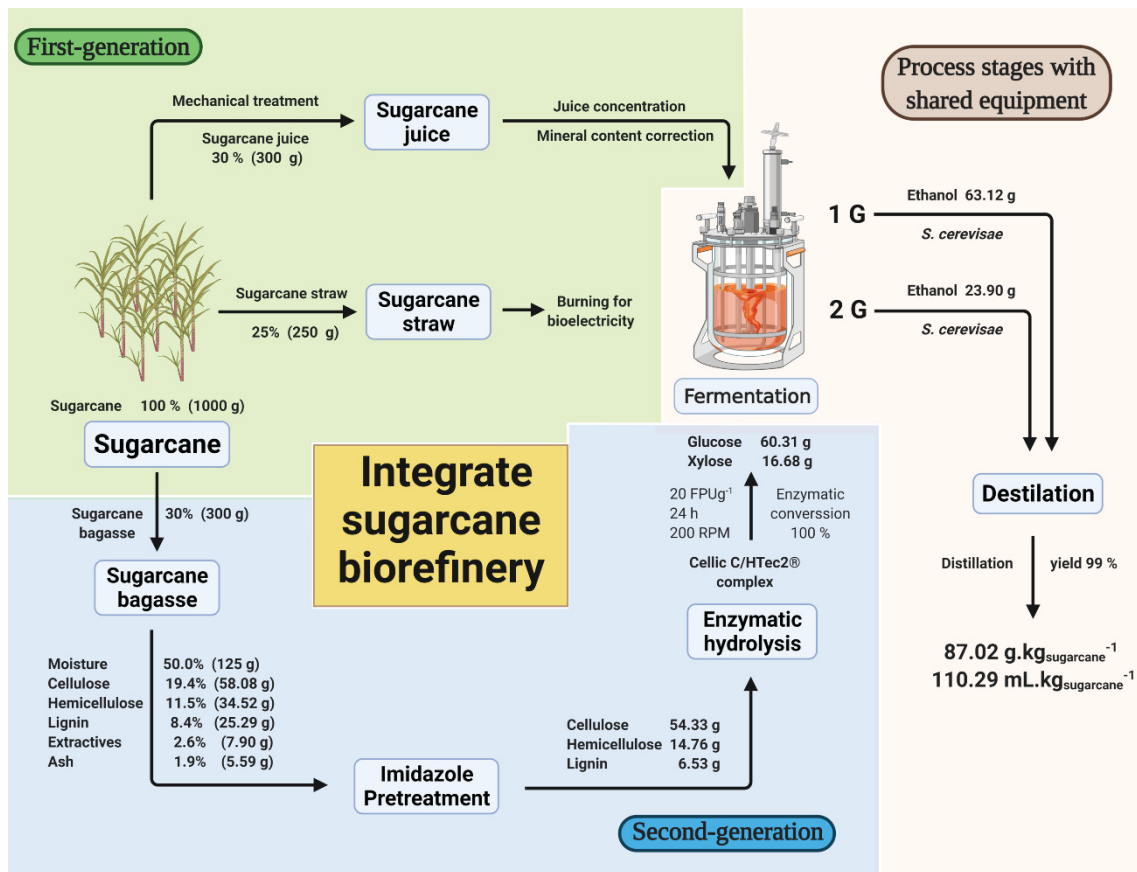 First-generation
Process stages with
shared equipment
Mechanical treatment
Sugarcane juice
30 % (300 g)
Sugarcane
juice
Juice concentration
Mineral content correction
1 G
Ethanol 63.12 g
S. cerevisae
Sugarcane straw
25% (250 g)
Sugarcane
straw
Burning for
bioelectricity
2 G
Ethanol 23.90 g
S. cerevisae
Fermentation
Sugarcane 100 % (1000 g)
Sugarcane
Integrate
sugarcane
biorefinery
Sugarcane
bagasse
30% (300 g)
Sugarcane
bagasse
Moisture 50.0% (125 g)
Cellulose 19.4% (58.08 g)
Hemicellulose 11.5% (34.52 g)
Lignin 8.4% (25.29 g)
Extractives 2.6% (7.90 g)
Ash 1.9% (5.59 g)
Imidazole
Pretreatment
Cellulose 54.33 g
Hemicellulose 14.76 g
Lignin 6.53 g
Enzymatic
hydrolysis
Cellic C/HTec2®
complex
20 FPUg⁻¹
24 h
200 RPM
Enzymatic
converssion
100 %
Glucose 60.31 g
Xylose 16.68 g
Second-generation
Destilation
Distillation yield 99 %
87.02 g.kgsugarcane⁻¹
110.29 mL.kgsugarcane⁻¹